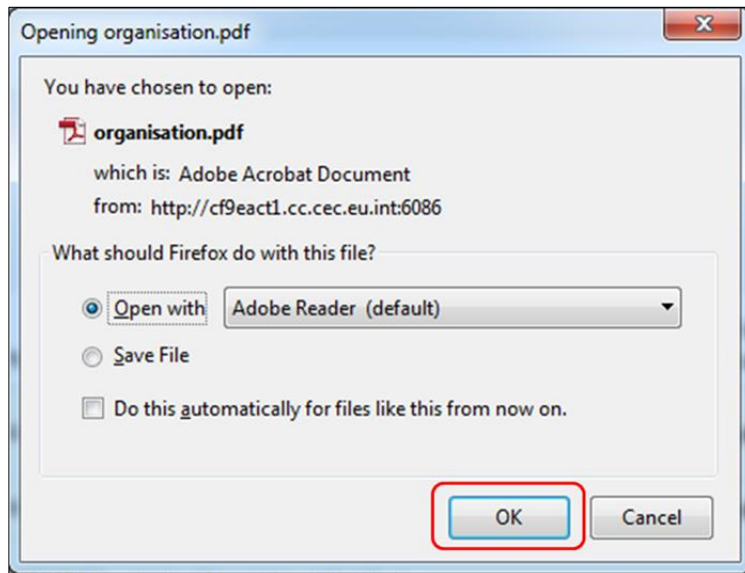 Opening organisation.pdf
You have chosen to open:
organisation.pdf
which is: Adobe Acrobat Document
from: http://cf9eact1.cc.cec.eu.int:6086
What should Firefox do with this file?
Open with Adobe Reader (default)
Save File
Do this automatically for files like this from now on.
OK Cancel